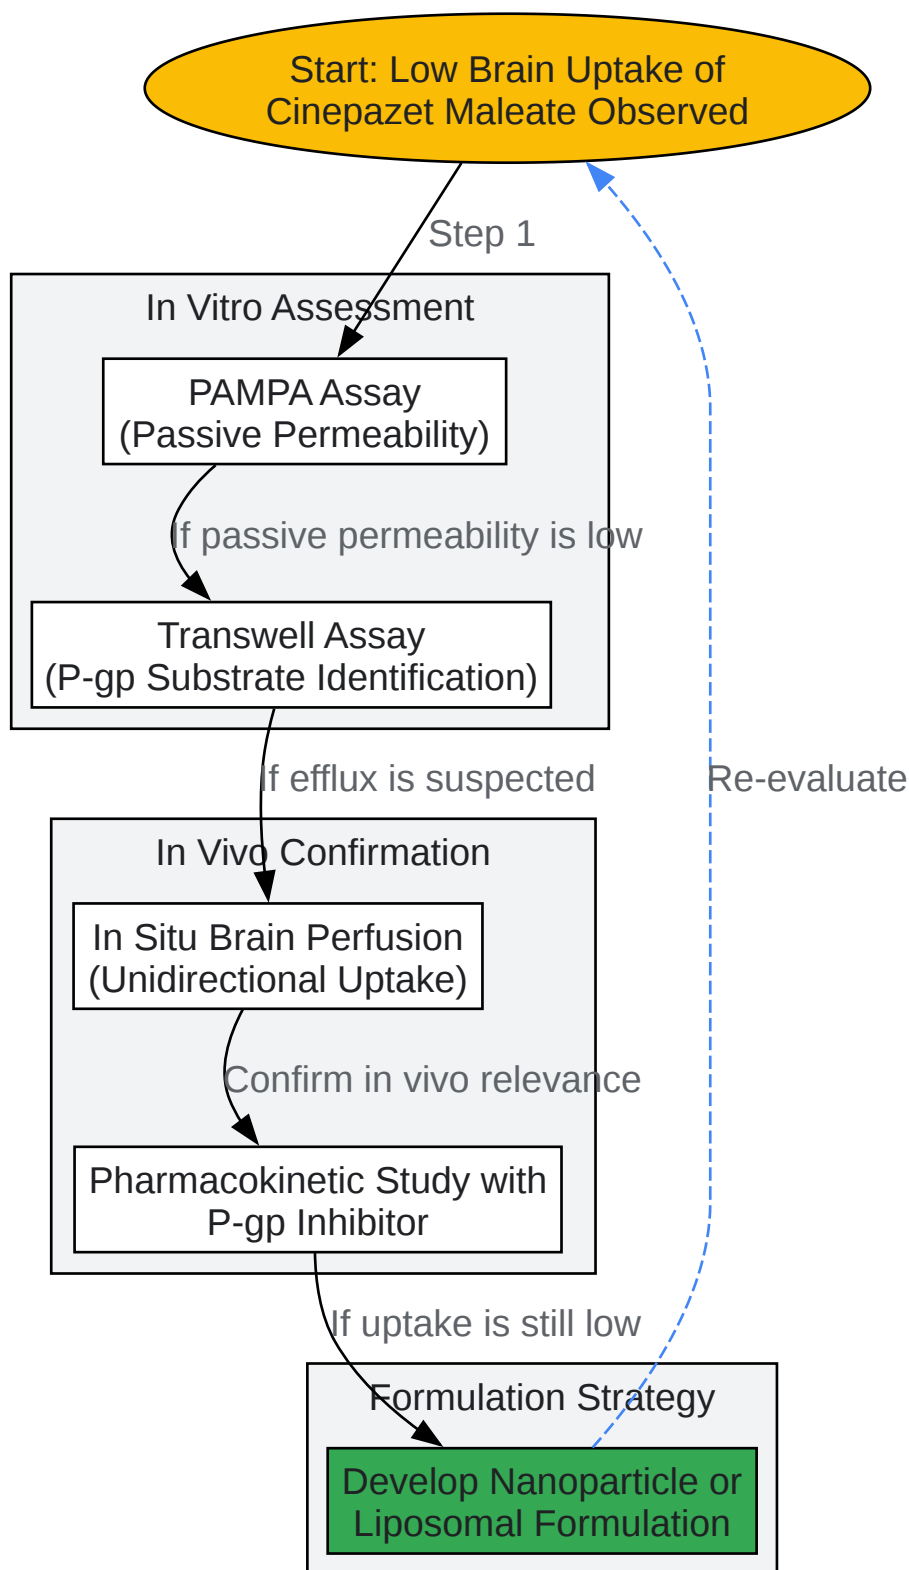 Start: Low Brain Uptake of
Cinepazet Maleate Observed
Step 1
In Vitro Assessment
PAMPA Assay
(Passive Permeability)
If passive permeability is low
Transwell Assay
(P-gp Substrate Identification)
If efflux is suspected
Re-evaluate
In Vivo Confirmation
In Situ Brain Perfusion
(Unidirectional Uptake)
Confirm in vivo relevance
Pharmacokinetic Study with
P-gp Inhibitor
If uptake is still low
Formulation Strategy
Develop Nanoparticle or
Liposomal Formulation